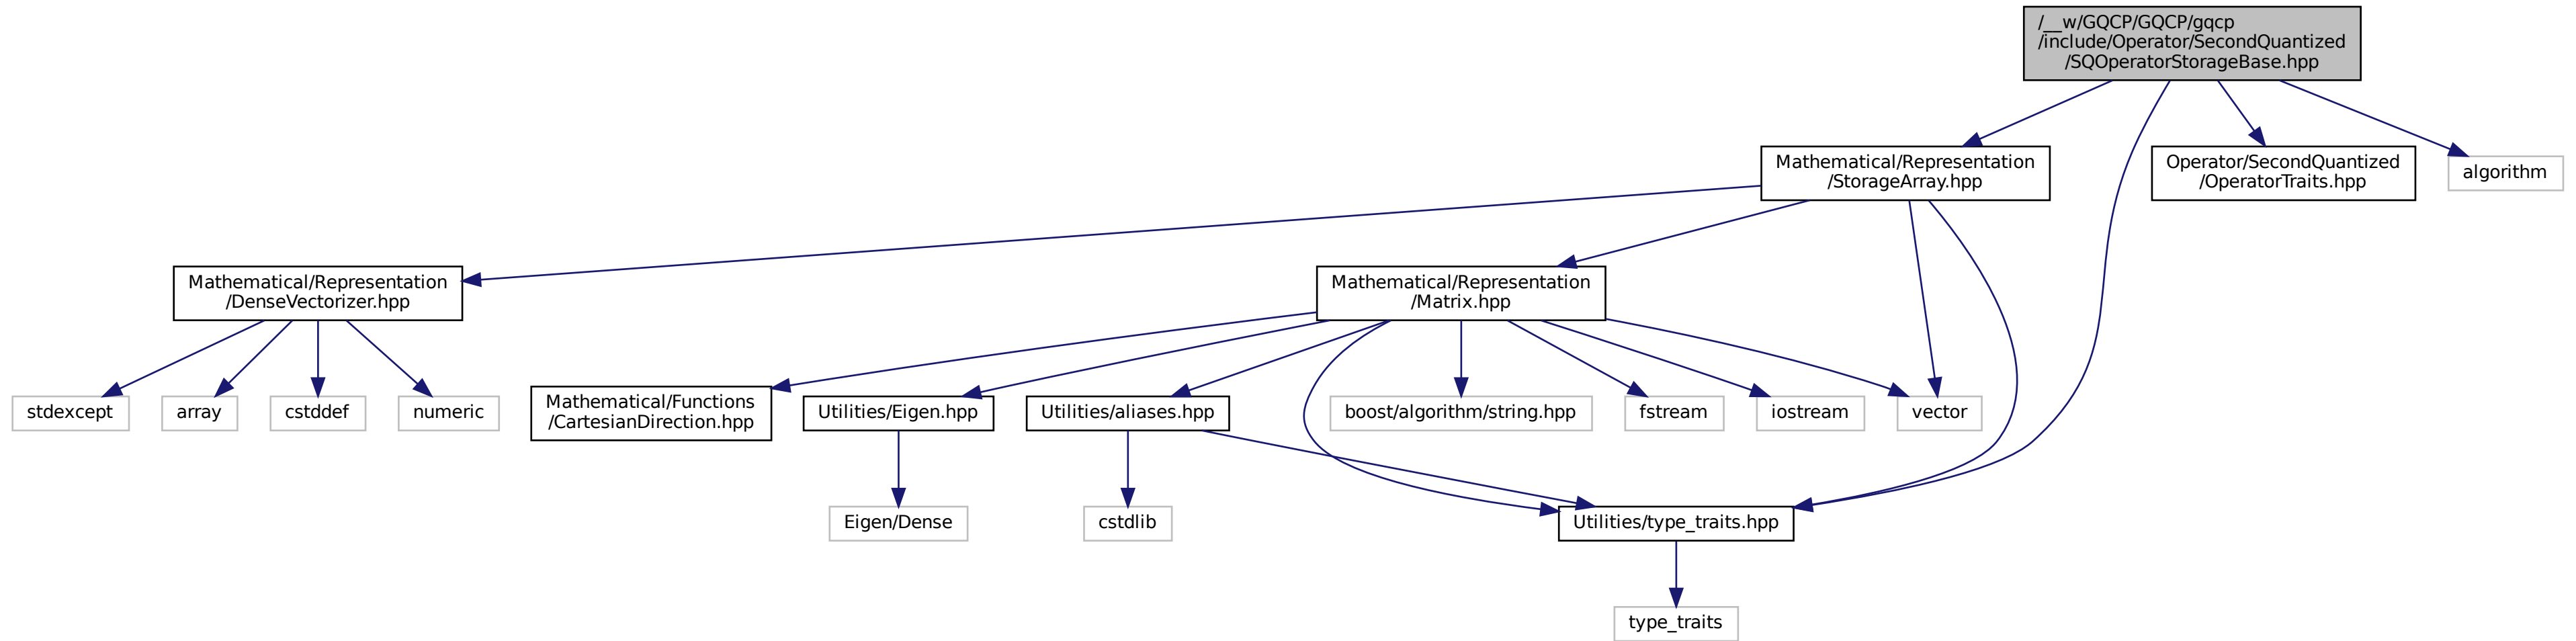 /__w/GQCP/GQCP/gqcp
/include/Operator/SecondQuantized
/SQOperatorStorageBase.hpp
Mathematical/Representation
/StorageArray.hpp
Operator/SecondQuantized
/OperatorTraits.hpp
algorithm
Mathematical/Representation
/DenseVectorizer.hpp
Mathematical/Representation
/Matrix.hpp
stdexcept
array
cstddef
numeric
Mathematical/Functions
/CartesianDirection.hpp
Utilities/Eigen.hpp
Utilities/aliases.hpp
boost/algorithm/string.hpp
fstream
iostream
vector
Eigen/Dense
cstdlib
Utilities/type_traits.hpp
type_traits